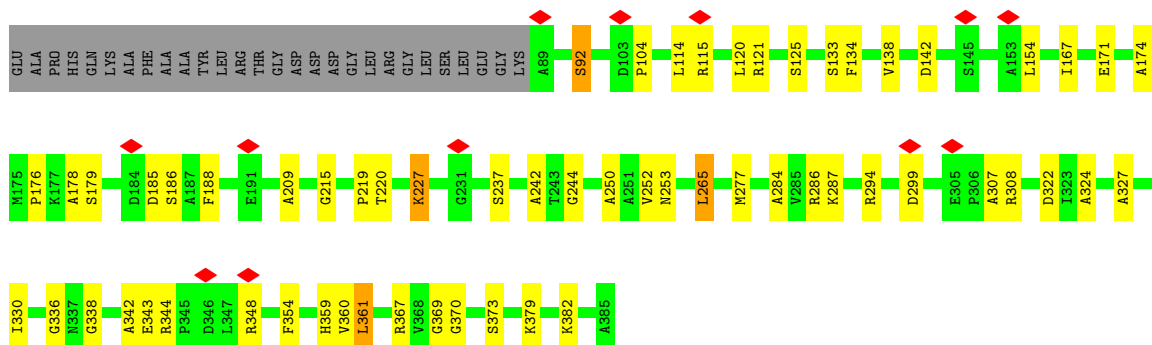 GLU ALA PRO HIS GLN LYS ALA PHE ALA ALA TYR LEU ARG THR GLY ASP ASP ASP GLY LEU ARG GLY LEU SER LEU GLU GLY LYS A89 S92 D103 P104 L114 R115 L120 R121 S125 S133 F134 V138 D142 S145 A153 L154 I167 E171 A174
M175 P176 K177 A178 S179 D184 D185 S186 A187 F188 E191 A209 G215 P219 T220 K227 G231 S237 A242 T243 G244 A250 A251 V252 N253 L265 M277 A284 V285 R286 K287 R294 D299 E305 P306 A307 R308 D322 I323 A324 A327
I330 G336 N337 G338 A342 E343 R344 P345 D346 L347 R348 F354 H359 V360 L361 R367 V368 G369 G370 S373 K379 K382 A385